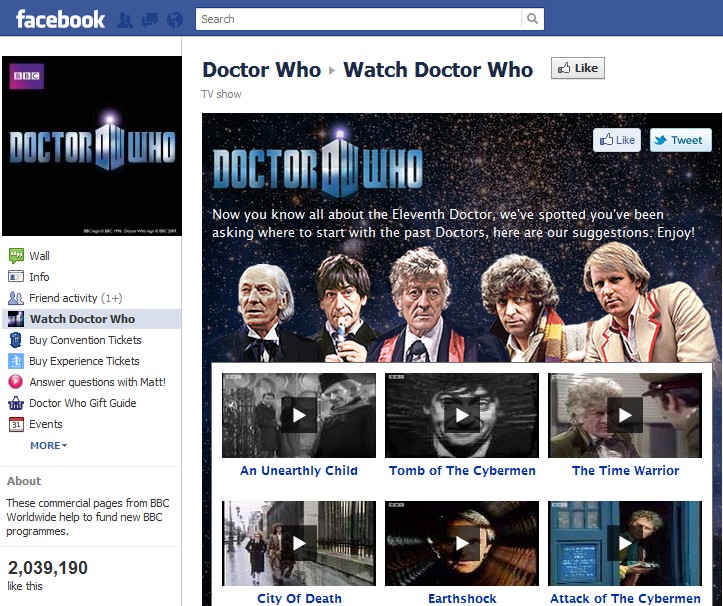 facebook
Search
BBC
DOCTOR WHO
BBC logo © BBC 1996. Doctor Who logo © BBC 2009.
Wall
Info
Friend activity (1+)
Watch Doctor Who
Buy Convention Tickets
Buy Experience Tickets
Answer questions with Matt!
Doctor Who Gift Guide
31 Events
MORE
About
These commercial pages from BBC
Worldwide help to fund new BBC
programmes.
2,039,190
like this
Doctor Who Watch Doctor Who
Like
TV show
Like
Tweet
DOCTOR WHO
Now you know all about the Eleventh Doctor, we've spotted you've been
asking where to start with the past Doctors, here are our suggestions. Enjoy!
An Unearthly Child
Tomb of The Cybermen
The Time Warrior
City Of Death
Earthshock
Attack of The Cybermen